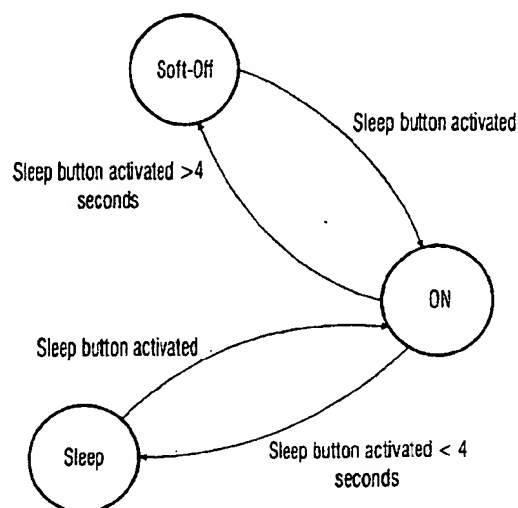 Soft-Off
Sleep button activated
Sleep button activated >4
seconds
ON
Sleep button activated
Sleep
Sleep button activated < 4
seconds